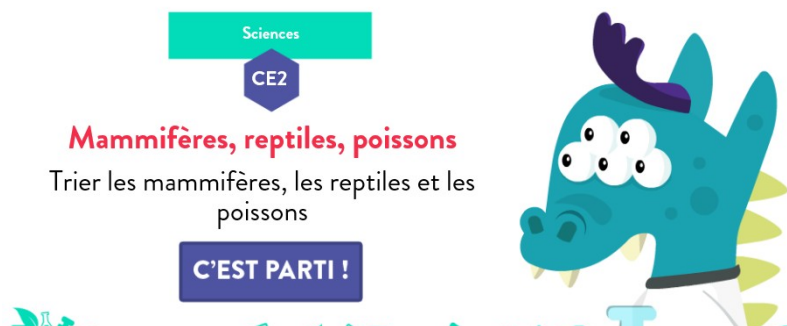 Sciences
CE2
Mammifères, reptiles, poissons
Trier les mammifères, les reptiles et les
poissons
C'EST PARTI !